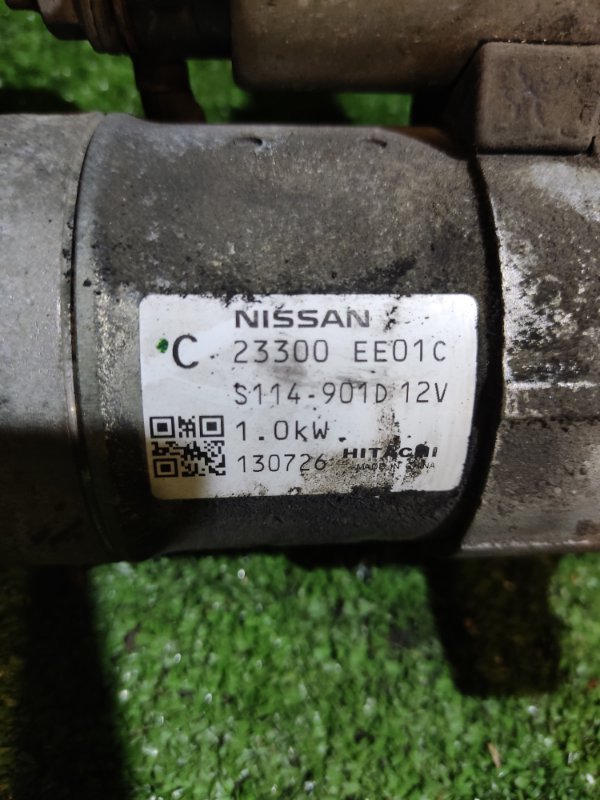 NISSAN
C 23300 EE01C
S114-901D 12V
1.0kW
130726 HITACHI
MADE IN CHINA